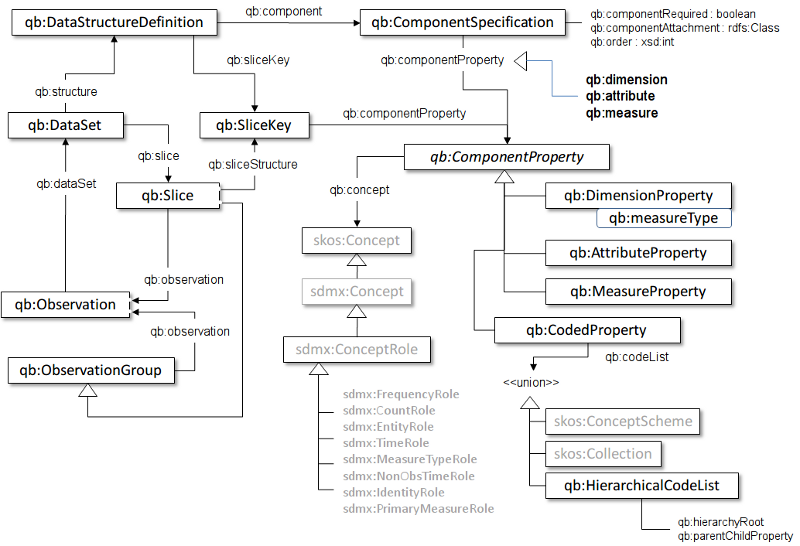 qb:DataStructureDefinition
qb:component
qb:ComponentSpecification
qb:componentRequired : boolean
qb:componentAttachment : rdfs:Class
qb:order : xsd:int
qb:sliceKey
qb:componentProperty
qb:dimension
qb:attribute
qb:measure
qb:structure
qb:DataSet
qb:SliceKey
qb:componentProperty
qb:slice
qb:sliceStructure
qb:ComponentProperty
qb:dataSet
qb:Slice
qb:concept
qb:DimensionProperty
qb:measureType
skos:Concept
qb:AttributeProperty
qb:observation
sdmx:Concept
qb:MeasureProperty
qb:Observation
qb:observation
qb:CodedProperty
sdmx:ConceptRole
qb:codeList
qb:ObservationGroup
<<union>>
sdmx:FrequencyRole
sdmx:CountRole
sdmx:EntityRole
sdmx:TimeRole
sdmx:MeasureTypeRole
sdmx:NonObsTimeRole
sdmx:IdentityRole
sdmx:PrimaryMeasureRole
skos:ConceptScheme
skos:Collection
qb:HierarchicalCodeList
qb:hierarchyRoot
qb:parentChildProperty